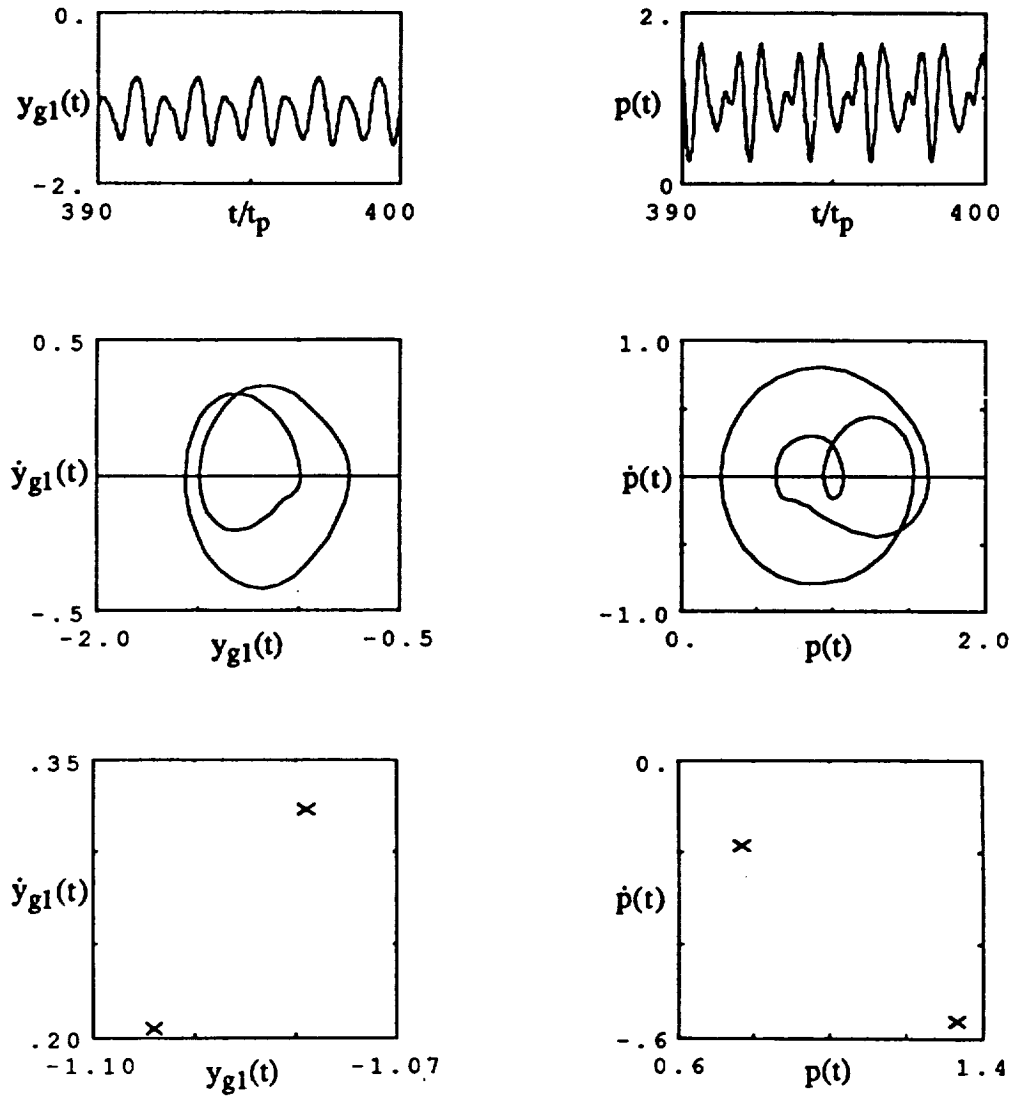 0.
y_g1(t)
-2.
390 t/t_p 400
2.
p(t)
0
390 t/t_p 400
0.5
ẏ_g1(t)
-.5
-2.0 y_g1(t) -0.5
1.0
ṗ(t)
-1.0
0. p(t) 2.0
.35
ẏ_g1(t)
.20
-1.10 y_g1(t) -1.07
0.
ṗ(t)
-.6
0.6 p(t) 1.4